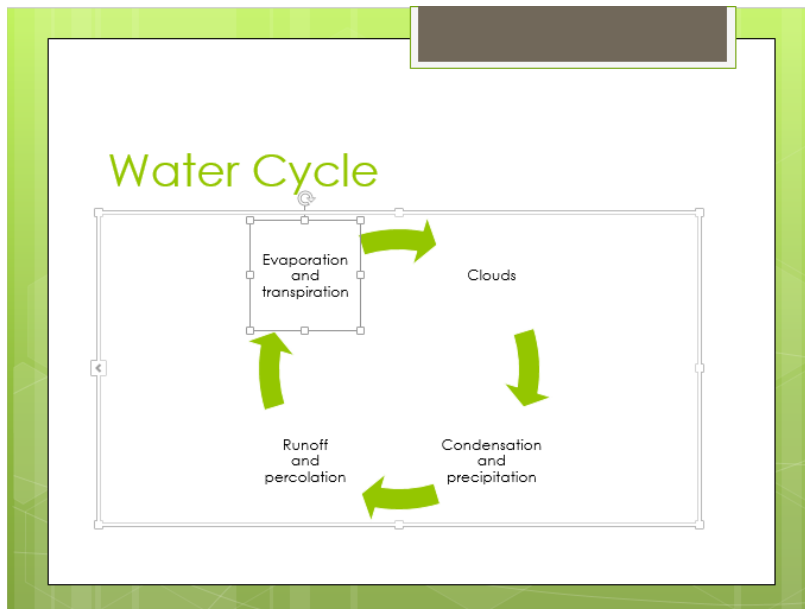 Water Cycle
Evaporation
and
transpiration
Clouds
Runoff
and
percolation
Condensation
and
precipitation